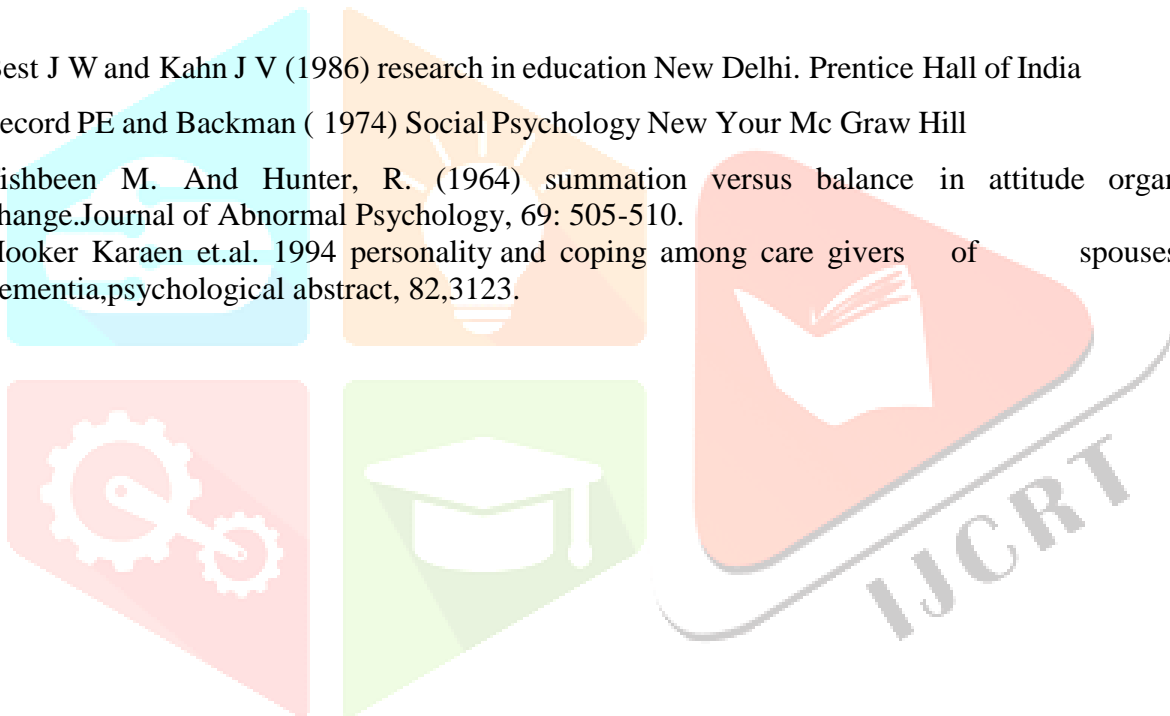 est J W and Kahn J V (1986) research in education New Delhi. Prentice Hall of India
ecord PE and Backman ( 1974) Social Psychology New Your Mc Graw Hill
ishbeen M. And Hunter, R. (1964) summation versus balance in attitude organ
hange.Journal of Abnormal Psychology, 69: 505-510.
ooker Karaen et.al. 1994 personality and coping among care givers of spouses
ementia,psychological abstract, 82,3123.
IJCRT